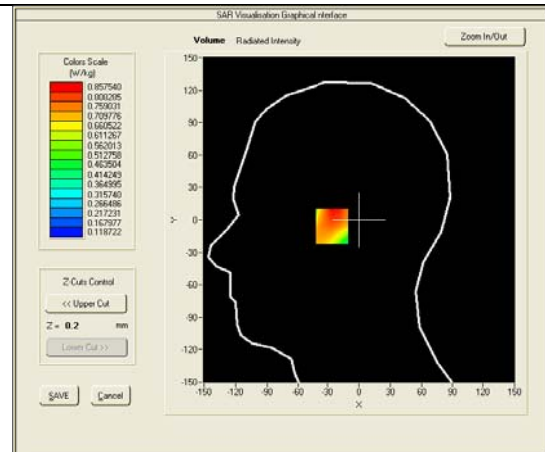 SAR Visualisation Graphical Interface
Volume Radiated Intensity
Zoom In/Out
Colors Scale
(W/kg)
0.857540
0.808285
0.759031
0.709776
0.660522
0.611267
0.562013
0.512758
0.463504
0.414249
0.364995
0.315740
0.266486
0.217231
0.167977
0.118722
Z Cuts Control
<< Upper Cut
Z = 0.2 mm
Lower Cut >>
SAVE Cancel
150
120
90
60
30
0
-30
-60
-90
-120
-150
Y
-150 -120 -90 -60 -30 0 30 60 90 120 150
X